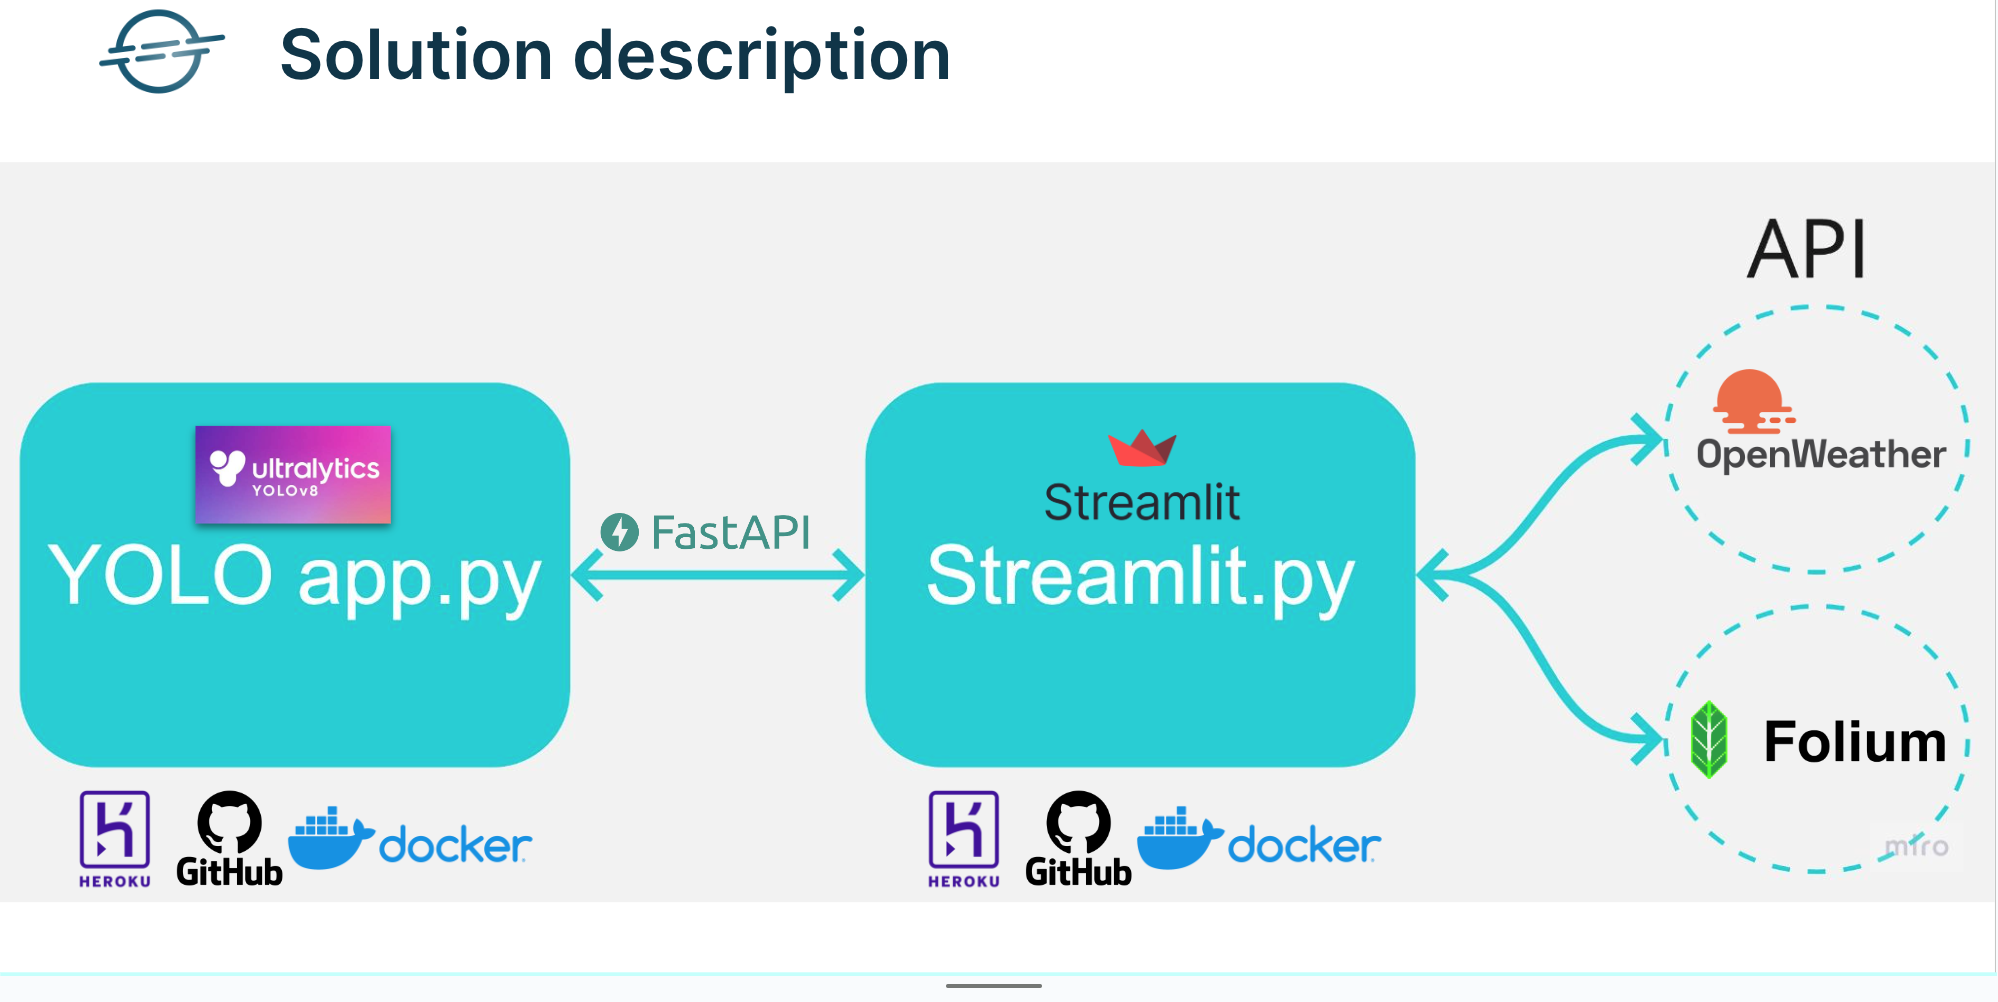 Solution description
API
ultralytics
YOLOv8
YOLO app.py
FastAPI
Streamlit
Streamlit.py
OpenWeather
Folium
HEROKU
GitHub
docker
HEROKU
GitHub
docker
miro